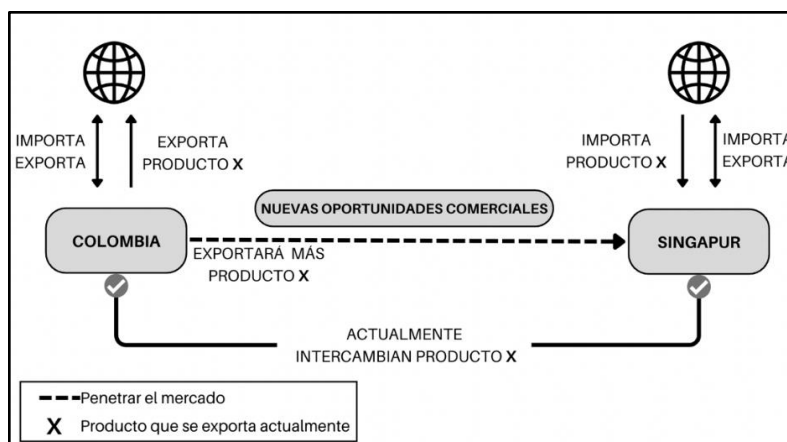 IMPORTA
EXPORTA
EXPORTA
PRODUCTO X
IMPORTA
PRODUCTO X
IMPORTA
EXPORTA
NUEVAS OPORTUNIDADES COMERCIALES
COLOMBIA
SINGAPUR
EXPORTARÁ MÁS
PRODUCTO X
ACTUALMENTE
INTERCAMBIAN PRODUCTO X
Penetrar el mercado
X Producto que se exporta actualmente